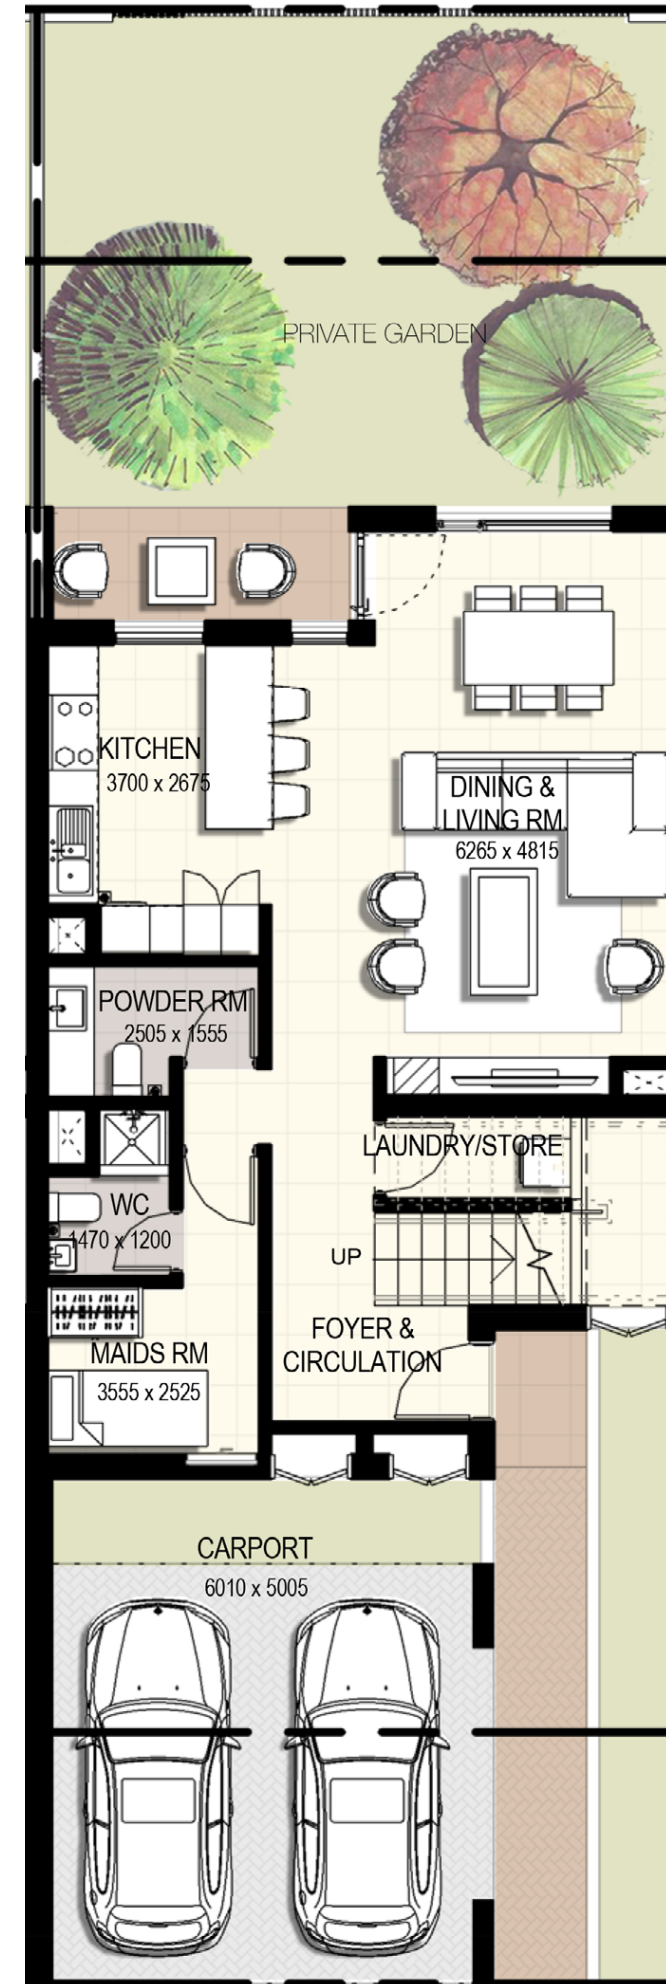 PRIVATE GARDEN
KITCHEN
3700 x 2675
DINING &
LIVING RM
6265 x 4815
POWDER RM
2505 x 1555
LAUNDRY/STORE
WC
1470 x 1200
UP
FOYER &
CIRCULATION
MAIDS RM
3555 x 2525
CARPORT
6010 x 5005